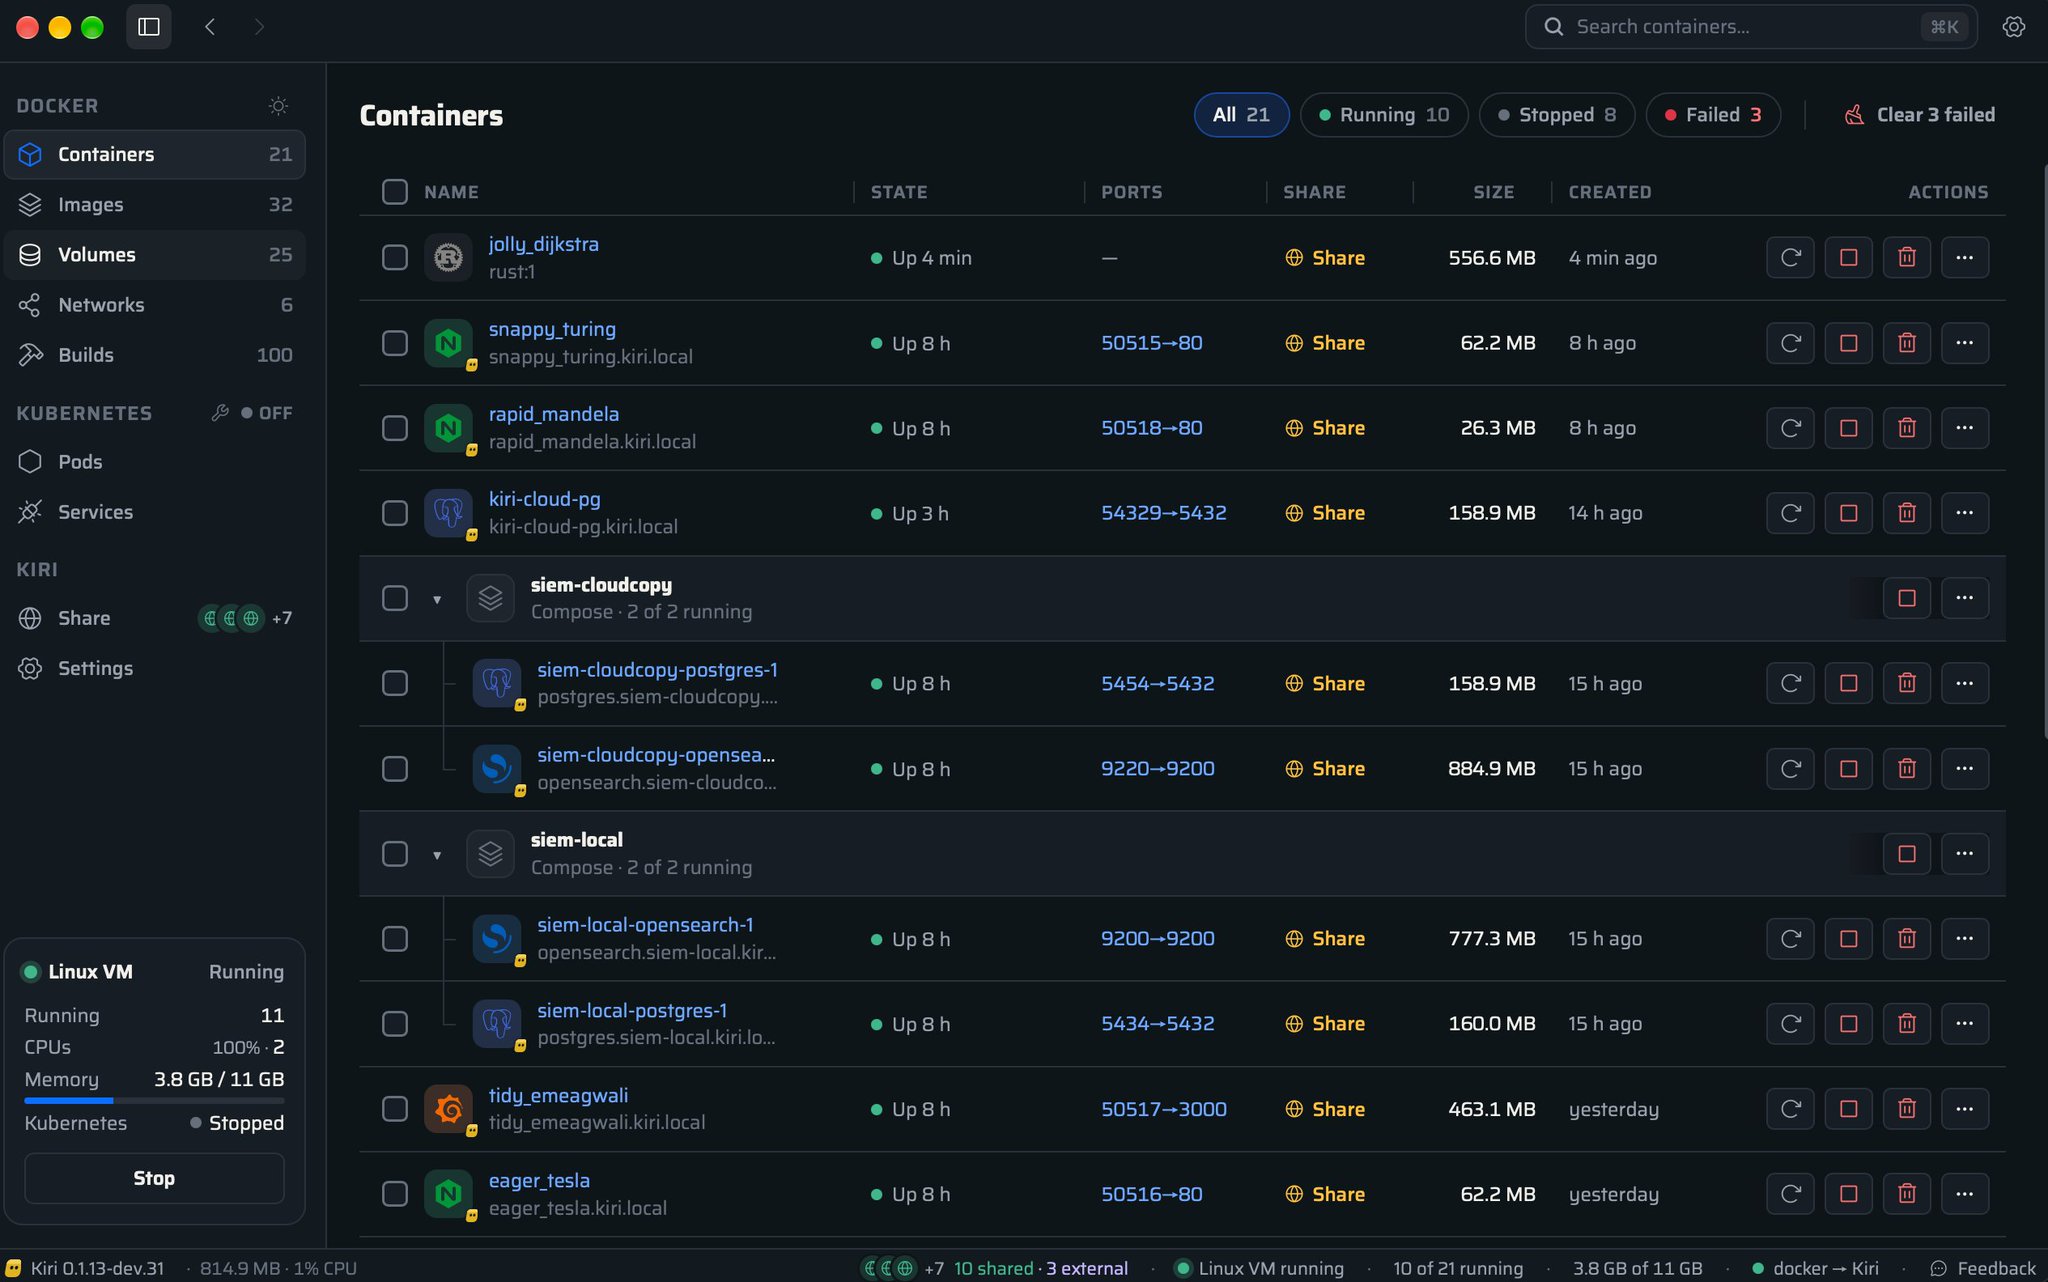 Search containers... ⌘K
DOCKER
Containers 21
Images 32
Volumes 25
Networks 6
Builds 100
KUBERNETES OFF
Pods
Services
KIRI
Share +7
Settings
Linux VM Running
Running 11
CPUs 100% · 2
Memory 3.8 GB / 11 GB
Kubernetes Stopped
Stop
Containers All 21 Running 10 Stopped 8 Failed 3 Clear 3 failed
NAME STATE PORTS SHARE SIZE CREATED ACTIONS
jolly_dijkstra
rust:1
Up 4 min — Share 556.6 MB 4 min ago
snappy_turing
snappy_turing.kiri.local
Up 8 h 50515→80 Share 62.2 MB 8 h ago
rapid_mandela
rapid_mandela.kiri.local
Up 8 h 50518→80 Share 26.3 MB 8 h ago
kiri-cloud-pg
kiri-cloud-pg.kiri.local
Up 3 h 54329→5432 Share 158.9 MB 14 h ago
siem-cloudcopy
Compose · 2 of 2 running
siem-cloudcopy-postgres-1
postgres.siem-cloudcopy....
Up 8 h 5454→5432 Share 158.9 MB 15 h ago
siem-cloudcopy-opensea...
opensearch.siem-cloudco...
Up 8 h 9220→9200 Share 884.9 MB 15 h ago
siem-local
Compose · 2 of 2 running
siem-local-opensearch-1
opensearch.siem-local.kir...
Up 8 h 9200→9200 Share 777.3 MB 15 h ago
siem-local-postgres-1
postgres.siem-local.kiri.lo...
Up 8 h 5434→5432 Share 160.0 MB 15 h ago
tidy_emeagwali
tidy_emeagwali.kiri.local
Up 8 h 50517→3000 Share 463.1 MB yesterday
eager_tesla
eager_tesla.kiri.local
Up 8 h 50516→80 Share 62.2 MB yesterday
Kiri 0.1.13-dev.31 · 814.9 MB · 1% CPU +7 10 shared · 3 external · Linux VM running · 10 of 21 running · 3.8 GB of 11 GB · docker → Kiri · Feedback